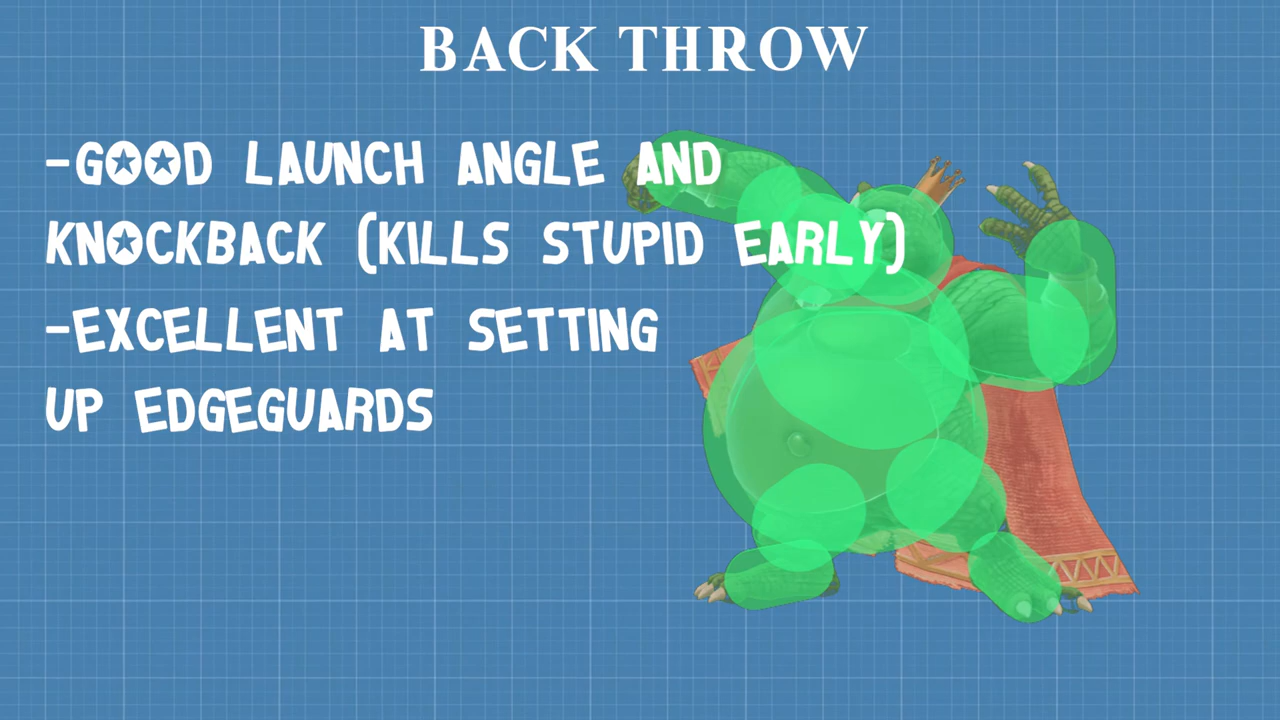 BACK THROW
-GOOD LAUNCH ANGLE AND
KNOCKBACK (KILLS STUPID EARLY)
-EXCELLENT AT SETTING
UP EDGEGUARDS